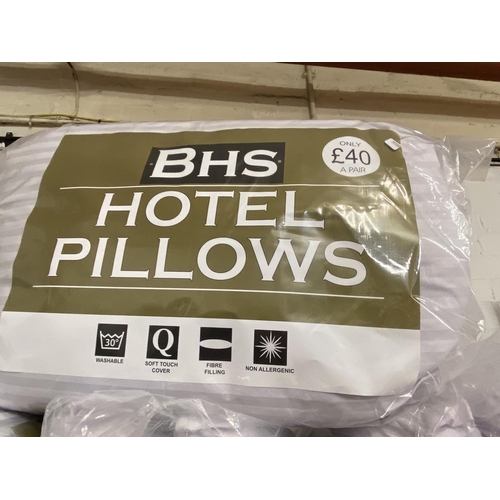 BHS
ONLY
£40
A PAIR
HOTEL
PILLOWS
30°
WASHABLE
Q
SOFT TOUCH
COVER
FIBRE
FILLING
NON ALLERGENIC